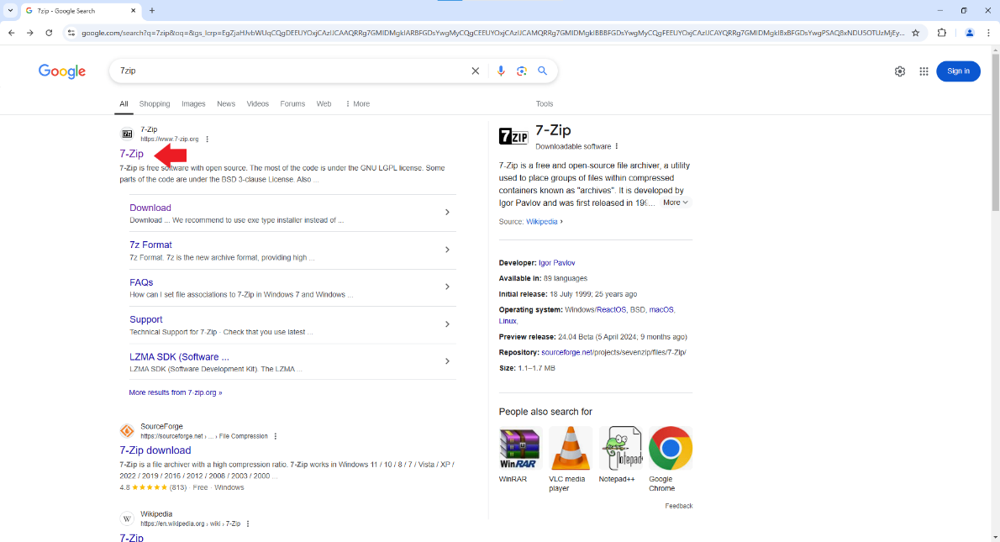 7zip - Google Search
google.com/search?q=7zip&oq=&gs_lcrp=
Google
7zip
Sign in
All Shopping Images News Videos Forums Web More Tools
7-Zip
https://www.7-zip.org
7-Zip
7-Zip is free software with open source. The most of the code is under the GNU LGPL license. Some
parts of the code are under the BSD 3-clause License. Also ...
Download
Download ... We recommend to use exe type installer instead of ...
7z Format
7z Format. 7z is the new archive format, providing high ...
FAQs
How can I set file associations to 7-Zip in Windows 7 and Windows ...
Support
Technical Support for 7-Zip · Check that you use latest ...
LZMA SDK (Software ...
LZMA SDK (Software Development Kit). The LZMA ...
More results from 7-zip.org »
SourceForge
https://sourceforge.net › ... › File Compression
7-Zip download
7-Zip is a file archiver with a high compression ratio. 7-Zip works in Windows 11 / 10 / 8 / 7 / Vista / XP /
2022 / 2019 / 2016 / 2012 / 2008 / 2003 / 2000 ...
4.8 ★★★★★ (813) · Free · Windows
W
Wikipedia
https://en.wikipedia.org › wiki › 7-Zip
7-Zip
7 ZIP
7-Zip
Downloadable software
7-Zip is a free and open-source file archiver, a utility
used to place groups of files within compressed
containers known as "archives". It is developed by
Igor Pavlov and was first released in 199... More
Source: Wikipedia ›
Developer: Igor Pavlov
Available in: 89 languages
Initial release: 18 July 1999; 25 years ago
Operating system: Windows/ReactOS, BSD, macOS,
Linux,
Preview release: 24.04 Beta (5 April 2024; 9 months ago)
Repository: sourceforge.net/projects/sevenzip/files/7-Zip/
Size: 1.1–1.7 MB
People also search for
WinRAR
Notepad
WinRAR
VLC media
player
Notepad++
Google
Chrome
Feedback